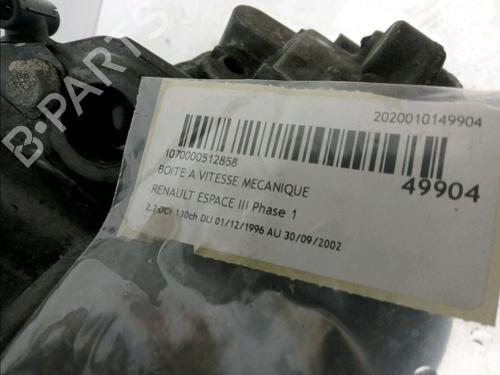 2020010149904
1070000512858
49904
BOITE A VITESSE MECANIQUE
RENAULT ESPACE III Phase 1
2.2 DCI 130ch DU 01/12/1996 AU 30/09/2002
B-PARTS